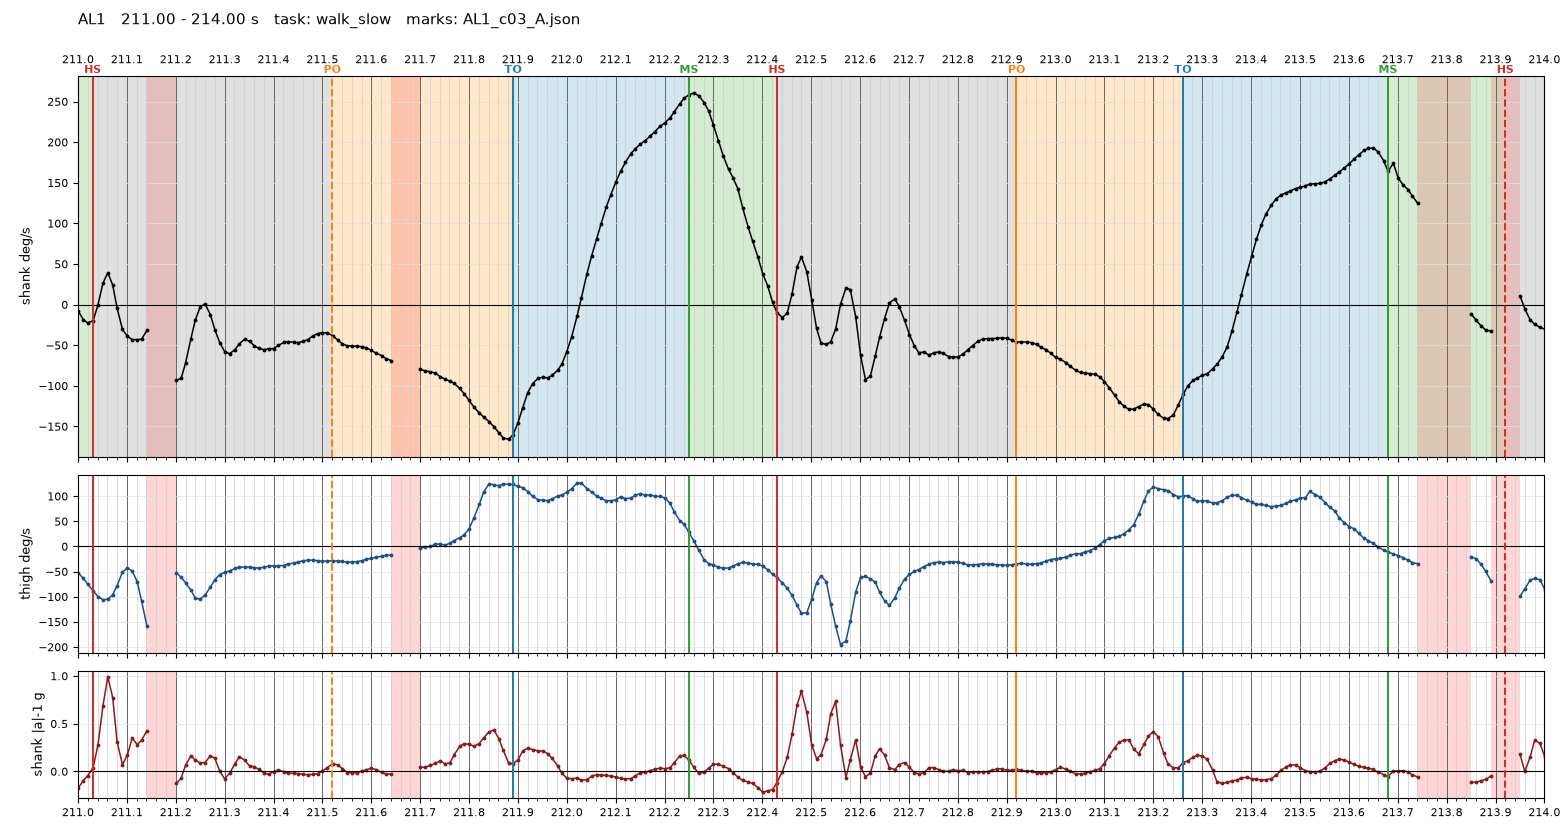 AL1 211.00 - 214.00 s task: walk_slow marks: AL1_c03_A.json
211.0 211.1 211.2 211.3 211.4 211.5 211.6 211.7 211.8 211.9 212.0 212.1 212.2 212.3 212.4 212.5 212.6 212.7 212.8 212.9 213.0 213.1 213.2 213.3 213.4 213.5 213.6 213.7 213.8 213.9 214.0
HS PO TO MS HS PO TO MS HS
shank deg/s
250
200
150
100
50
0
−50
−100
−150
thigh deg/s
100
50
0
−50
−100
−150
−200
shank |a|-1 g
1.0
0.5
0.0
211.0 211.1 211.2 211.3 211.4 211.5 211.6 211.7 211.8 211.9 212.0 212.1 212.2 212.3 212.4 212.5 212.6 212.7 212.8 212.9 213.0 213.1 213.2 213.3 213.4 213.5 213.6 213.7 213.8 213.9 214.0